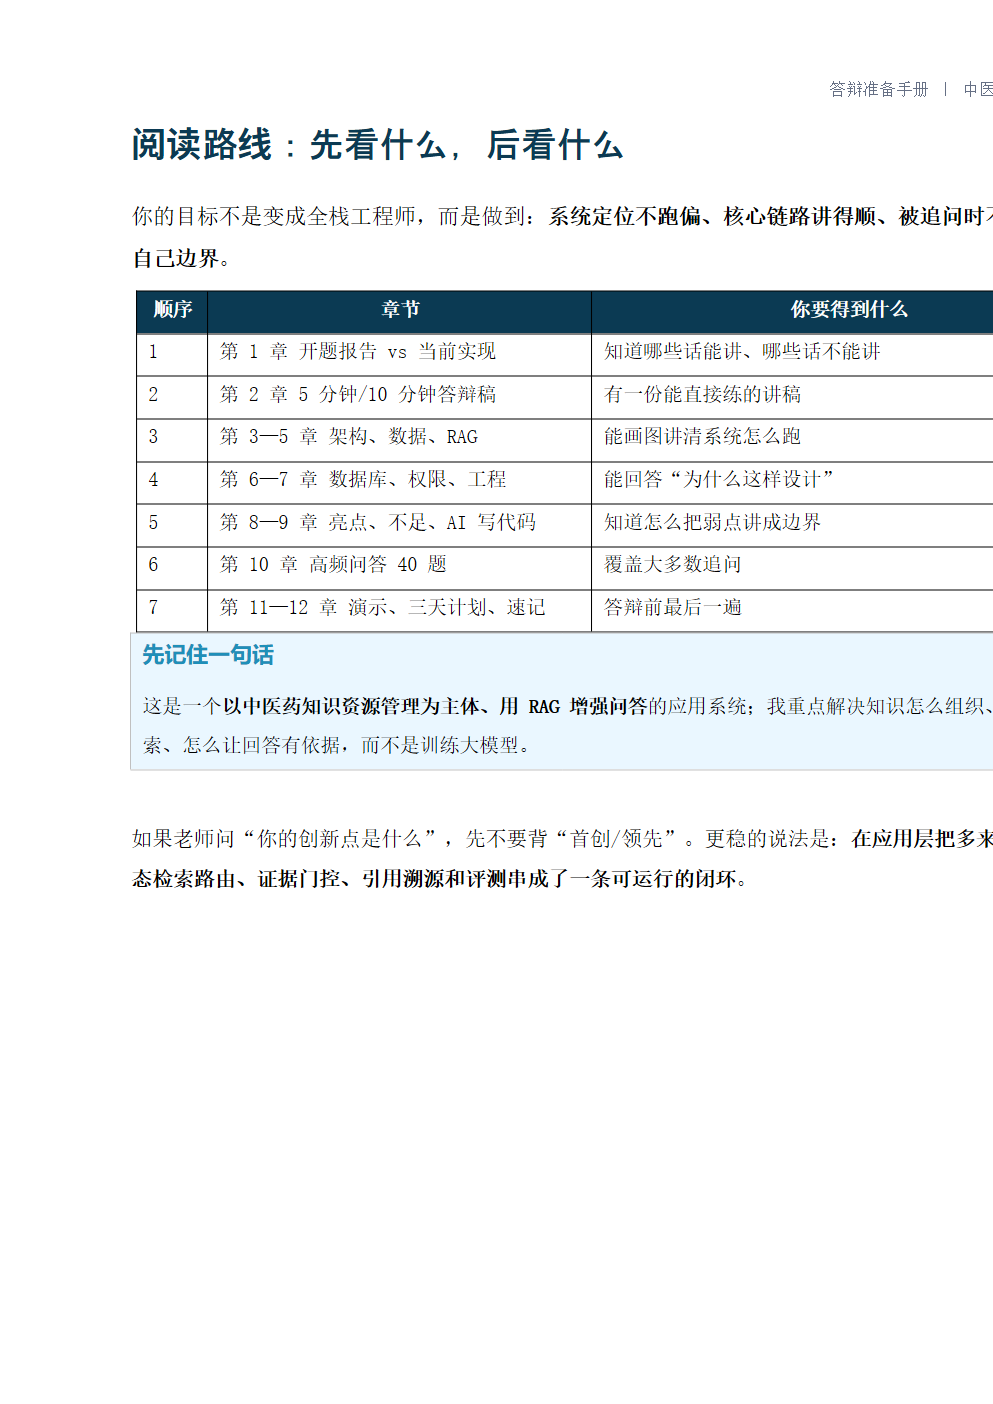 答辩准备手册 | 中医
阅读路线：先看什么，后看什么
你的目标不是变成全栈工程师，而是做到：系统定位不跑偏、核心链路讲得顺、被追问时
自己边界。
顺序 章节 你要得到什么
1 第 1 章 开题报告 vs 当前实现 知道哪些话能讲、哪些话不能讲
2 第 2 章 5 分钟/10 分钟答辩稿 有一份能直接练的讲稿
3 第 3—5 章 架构、数据、RAG 能画图讲清系统怎么跑
4 第 6—7 章 数据库、权限、工程 能回答“为什么这样设计”
5 第 8—9 章 亮点、不足、AI 写代码 知道怎么把弱点讲成边界
6 第 10 章 高频问答 40 题 覆盖大多数追问
7 第 11—12 章 演示、三天计划、速记 答辩前最后一遍
先记住一句话
这是一个以中医药知识资源管理为主体、用 RAG 增强问答的应用系统；我重点解决知识怎么组织、
索、怎么让回答有依据，而不是训练大模型。
如果老师问“你的创新点是什么”，先不要背“首创/领先”。更稳的说法是：在应用层把多来
态检索路由、证据门控、引用溯源和评测串成了一条可运行的闭环。